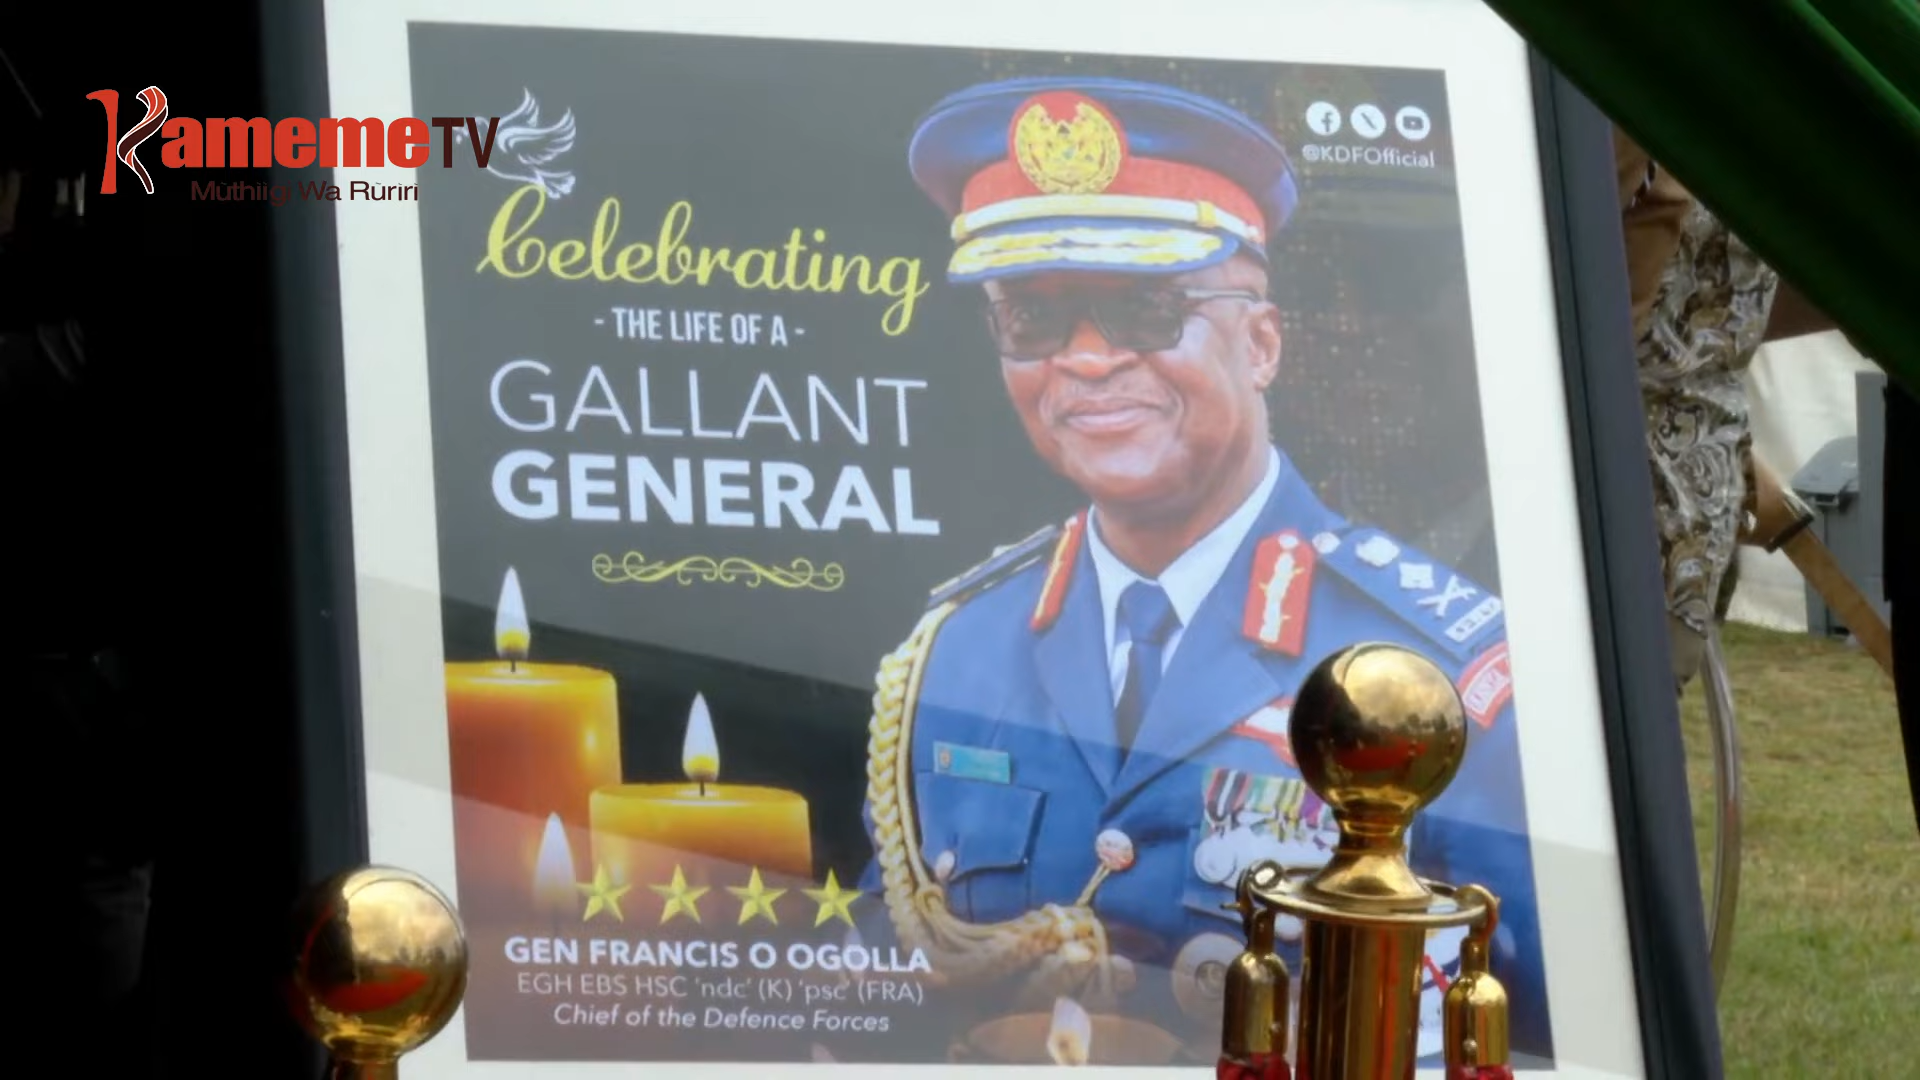 KamemeTV
Mũthiĩgi Wa Rũrĩrĩ
@KDFOfficial
Celebrating
- THE LIFE OF A -
GALLANT
GENERAL
GEN FRANCIS O OGOLLA
EGH EBS HSC 'ndc' (K) 'psc' (FRA)
Chief of the Defence Forces